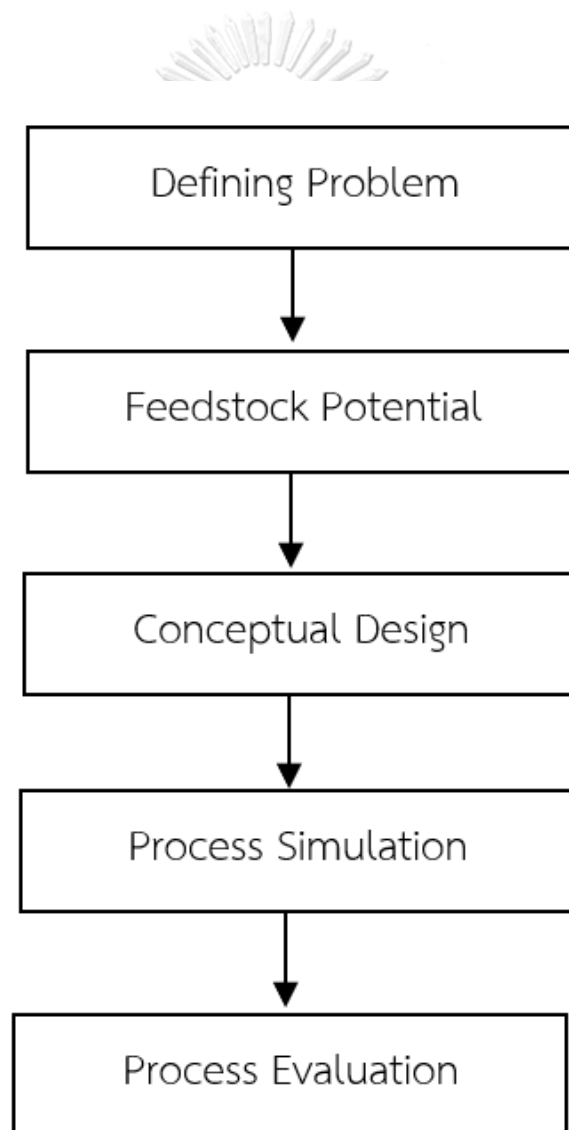 Defining Problem
Feedstock Potential
Conceptual Design
Process Simulation
Process Evaluation